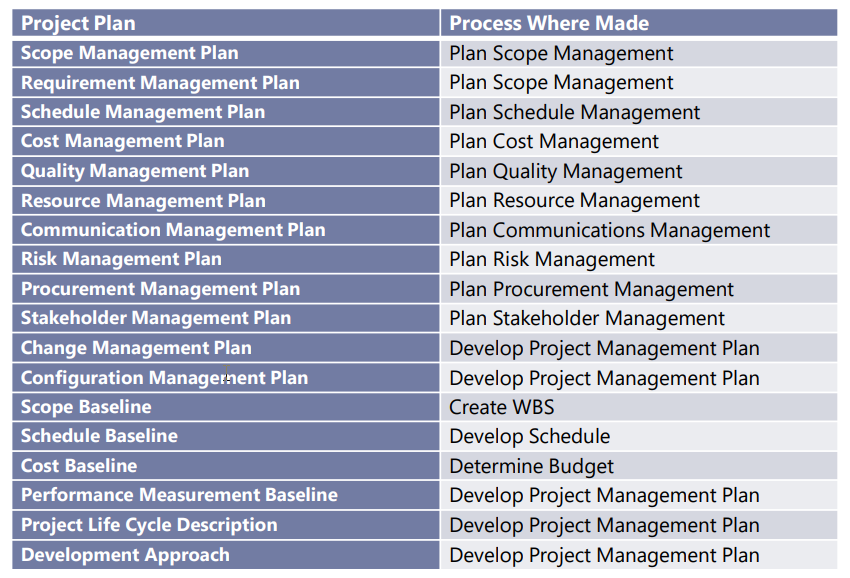 Project Plan Process Where Made
Scope Management Plan Plan Scope Management
Requirement Management Plan Plan Scope Management
Schedule Management Plan Plan Schedule Management
Cost Management Plan Plan Cost Management
Quality Management Plan Plan Quality Management
Resource Management Plan Plan Resource Management
Communication Management Plan Plan Communications Management
Risk Management Plan Plan Risk Management
Procurement Management Plan Plan Procurement Management
Stakeholder Management Plan Plan Stakeholder Management
Change Management Plan Develop Project Management Plan
Configuration Management Plan Develop Project Management Plan
Scope Baseline Create WBS
Schedule Baseline Develop Schedule
Cost Baseline Determine Budget
Performance Measurement Baseline Develop Project Management Plan
Project Life Cycle Description Develop Project Management Plan
Development Approach Develop Project Management Plan